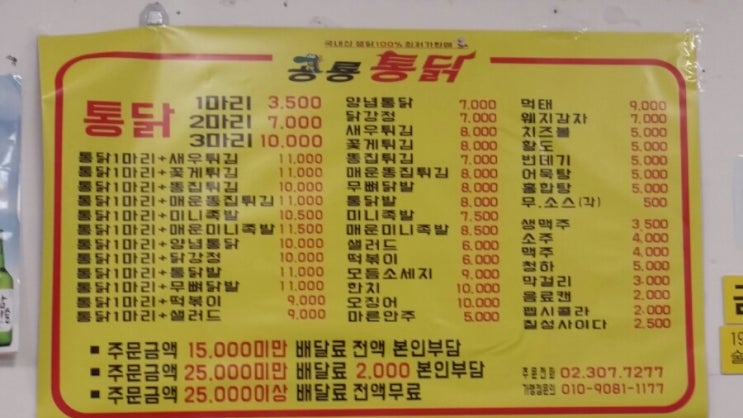 국내산 생닭100% 최저가판매
공룡 통닭
통닭
1마리 3,500
2마리 7,000
3마리 10,000
통닭1마리+새우튀김 11,000
통닭1마리+꽃게튀김 11,000
통닭1마리+똥집튀김 10,000
통닭1마리+매운똥집튀김 11,000
통닭1마리+미니족발 10,500
통닭1마리+매운미니족발 11,500
통닭1마리+양념통닭 10,000
통닭1마리+닭강정 10,000
통닭1마리+통닭발 11,000
통닭1마리+무뼈닭발 11,000
통닭1마리+떡볶이 9,000
통닭1마리+샐러드 9,000
양념통닭 7,000
닭강정 7,000
새우튀김 8,000
꽃게튀김 8,000
똥집튀김 7,000
매운똥집튀김 8,000
무뼈닭발 8,000
통닭발 8,000
미니족발 7,500
매운미니족발 8,500
샐러드 6,000
떡볶이 6,000
모듬소세지 9,000
한치 10,000
오징어 10,000
마른안주 5,000
먹태 9,000
웨지감자 7,000
치즈볼 5,000
황도 5,000
번데기 5,000
어묵탕 5,000
홍합탕 5,000
무,소스(각) 500
생맥주 3,500
소주 4,000
맥주 4,000
청하 5,000
막걸리 3,000
음료캔 2,000
펩시콜라 2,000
칠성사이다 2,500
■ 주문금액 15,000미만 배달료 전액 본인부담
■ 주문금액 25,000미만 배달료 2,000 본인부담
■ 주문금액 25,000이상 배달료 전액무료
주문전화 02.307.7277
가맹점문의 010-9081-1177
19
술